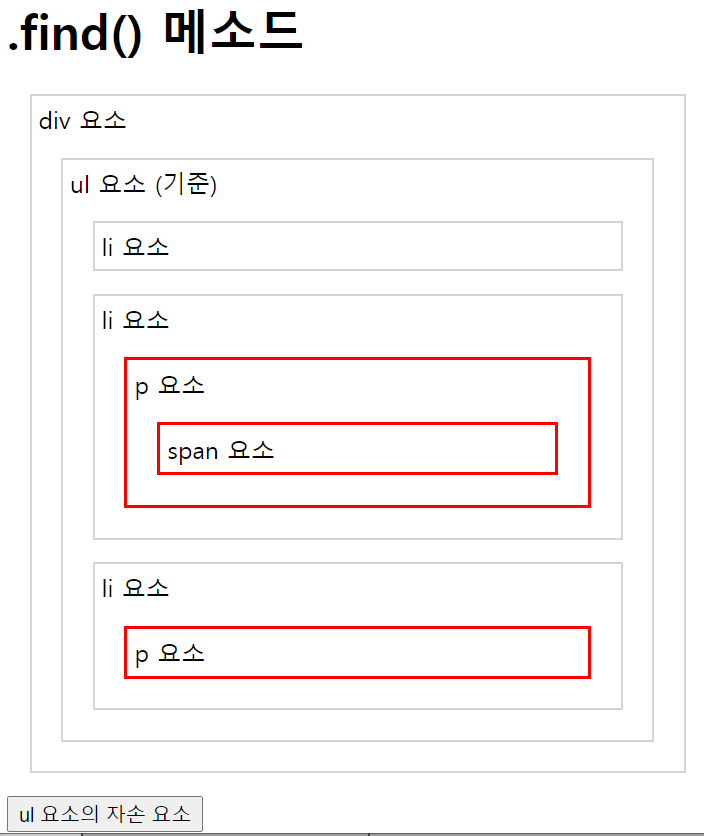 .find() 메소드
div 요소
ul 요소 (기준)
li 요소
li 요소
p 요소
span 요소
li 요소
p 요소
ul 요소의 자손 요소